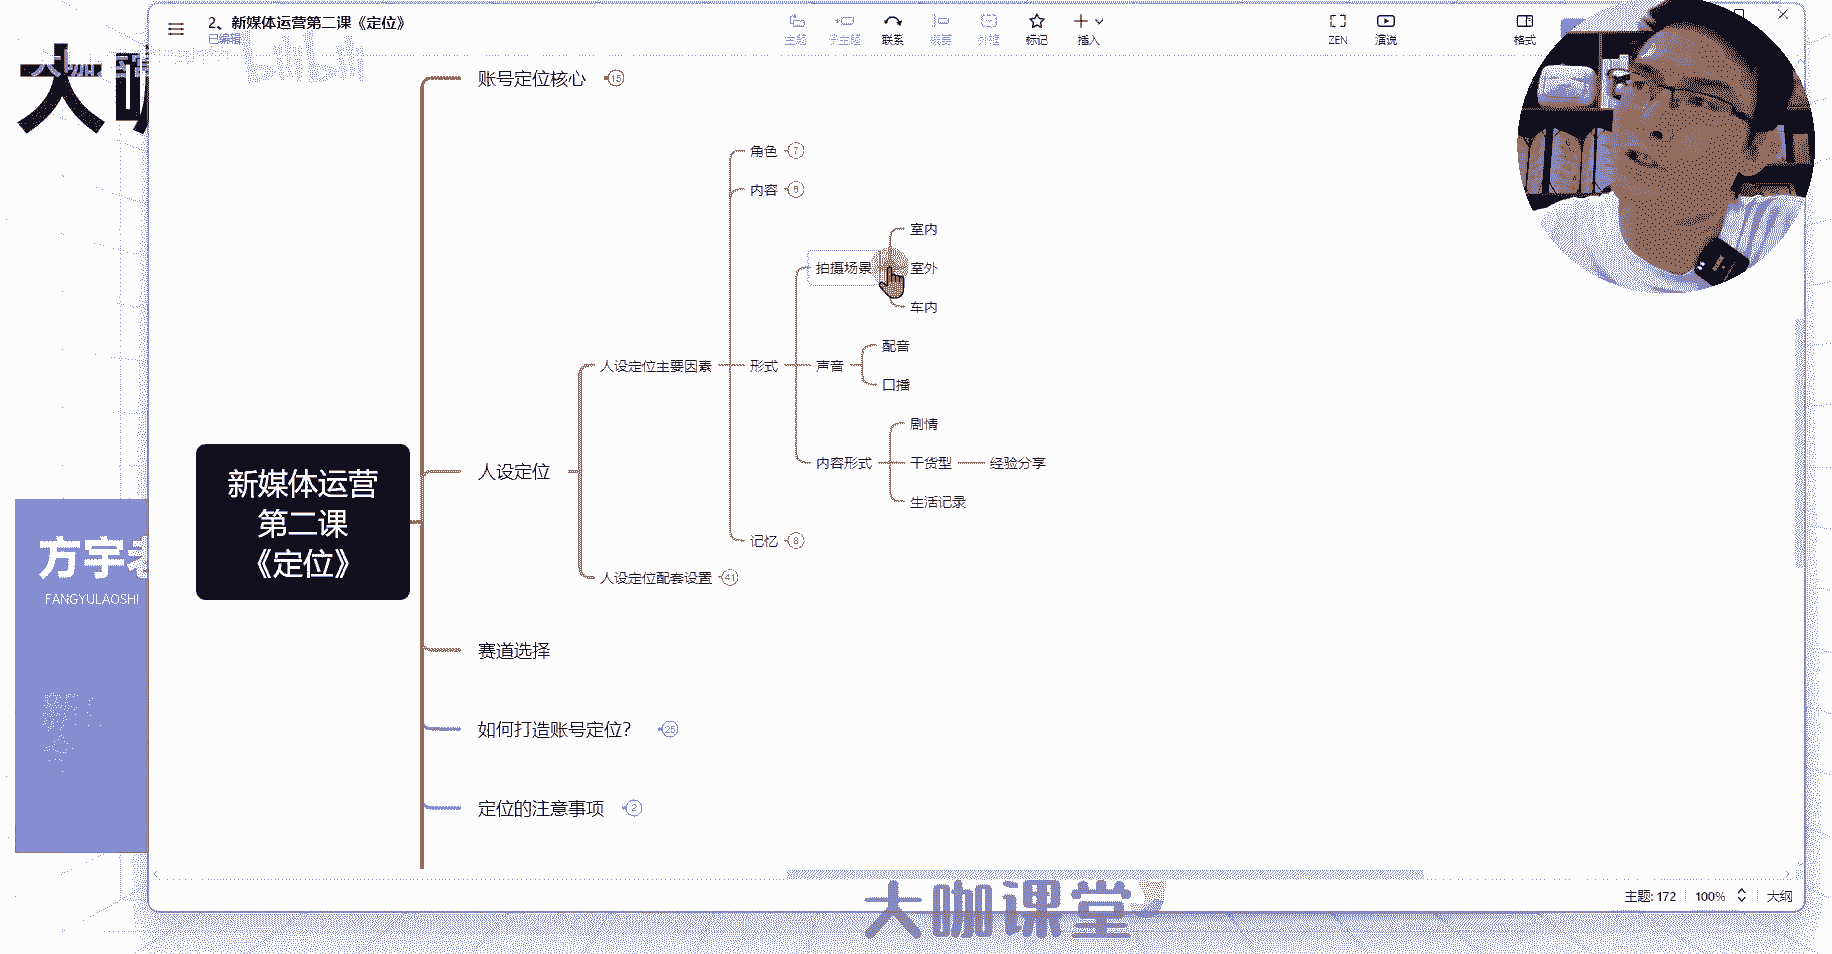 2、新媒体运营第二课《定位》
已编辑
主题
子主题
联系
概要
外框
标记
插入
ZEN
演说
格式
bilibili
账号定位核心
15
角色
7
内容
室内
拍摄场景
室外
车内
配音
人设定位主要因素
形式
声音
口播
剧情
人设定位
内容形式
干货型
经验分享
生活记录
新媒体运营
第二课
《定位》
记忆
8
人设定位配套设置
41
方宇老
FANGYULAOSHI
赛道选择
如何打造账号定位？
25
定位的注意事项
2
大咖课堂
主题: 172
100%
大纲